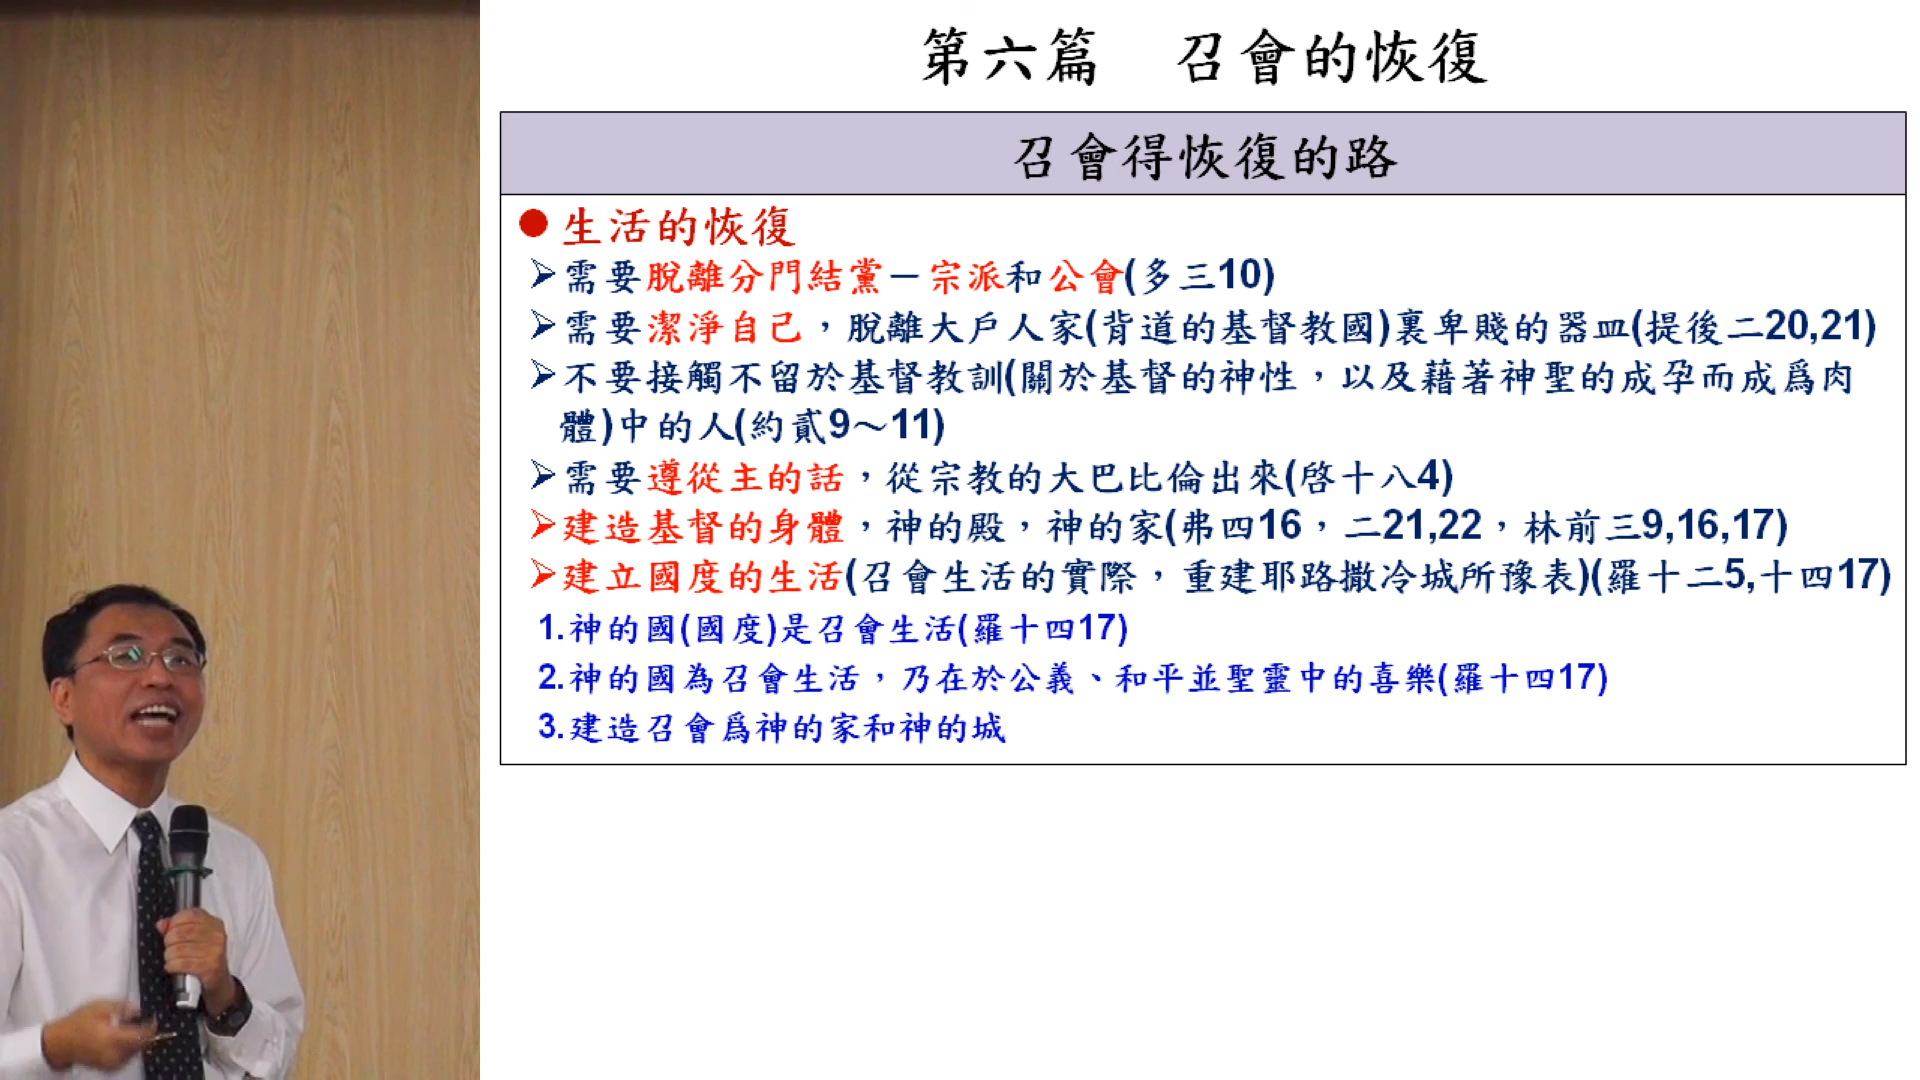 第六篇　召會的恢復
召會得恢復的路
● 生活的恢復
➢需要脫離分門結黨－宗派和公會(多三10)
➢需要潔淨自己，脫離大戶人家(背道的基督教國)裏卑賤的器皿(提後二20,21)
➢不要接觸不留於基督教訓(關於基督的神性，以及藉著神聖的成孕而成爲肉
體)中的人(約貳9～11)
➢需要遵從主的話，從宗教的大巴比倫出來(啓十八4)
➢建造基督的身體，神的殿，神的家(弗四16，二21,22，林前三9,16,17)
➢建立國度的生活(召會生活的實際，重建耶路撒冷城所豫表)(羅十二5,十四17)
1.神的國(國度)是召會生活(羅十四17)
2.神的國為召會生活，乃在於公義、和平並聖靈中的喜樂(羅十四17)
3.建造召會爲神的家和神的城